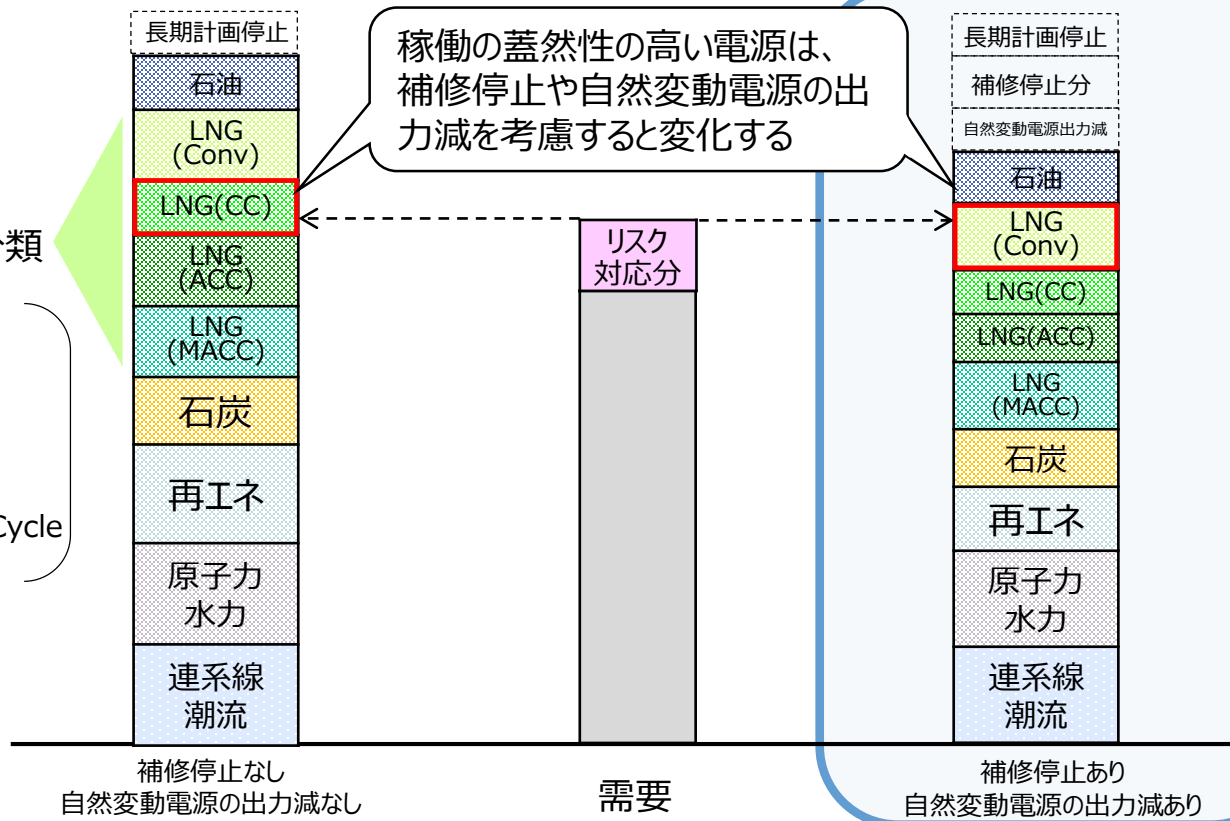 長期計画停止
石油
LNG
(Conv)
LNG(CC)
LNG
(ACC)
LNG
(MACC)
石炭
再エネ
原子力
水力
連系線
潮流
補修停止なし
自然変動電源の出力減なし
類
Cycle
稼働の蓋然性の高い電源は、
補修停止や自然変動電源の出
力減を考慮すると変化する
リスク
対応分
需要
長期計画停止
補修停止分
自然変動電源出力減
石油
LNG
(Conv)
LNG(CC)
LNG(ACC)
LNG
(MACC)
石炭
再エネ
原子力
水力
連系線
潮流
補修停止あり
自然変動電源の出力減あり